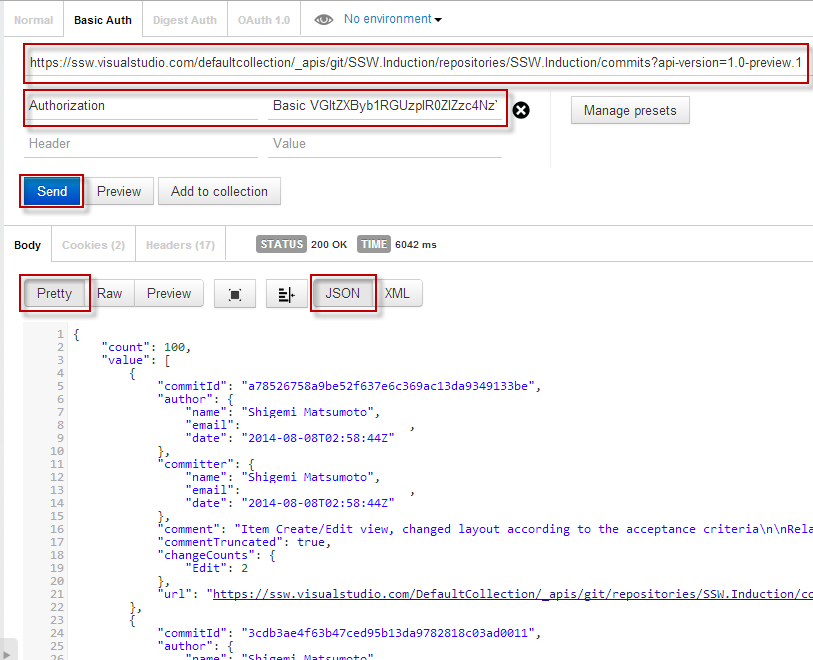 Normal Basic Auth Digest Auth OAuth 1.0 No environment
https://ssw.visualstudio.com/defaultcollection/_apis/git/SSW.Induction/repositories/SSW.Induction/commits?api-version=1.0-preview.1
Authorization Basic
Manage presets
Header Value
Send Preview Add to collection
Body Cookies (2) Headers (17) STATUS 200 OK TIME 6042 ms
Pretty Raw Preview JSON XML
1 {
2 "count": 100,
3 "value": [
4 {
5 "commitId": "a78526758a9be52f637e6c369ac13da9349133be",
6 "author": {
7 "name": "Shigemi Matsumoto",
8 "email": ,
9 "date": "2014-08-08T02:58:44Z"
10 },
11 "committer": {
12 "name": "Shigemi Matsumoto",
13 "email": ,
14 "date": "2014-08-08T02:58:44Z"
15 },
16 "comment": "Item Create/Edit view, changed layout according to the acceptance criteria\n\nRela
17 "commentTruncated": true,
18 "changeCounts": {
19 "Edit": 2
20 },
21 "url": "https://ssw.visualstudio.com/DefaultCollection/_apis/git/repositories/SSW.Induction/co
22 },
23 {
24 "commitId": "3cdb3ae4f63b47ced95b13da9782818c03ad0011",
25 "author": {
26 "name": "Shigemi Matsumoto"